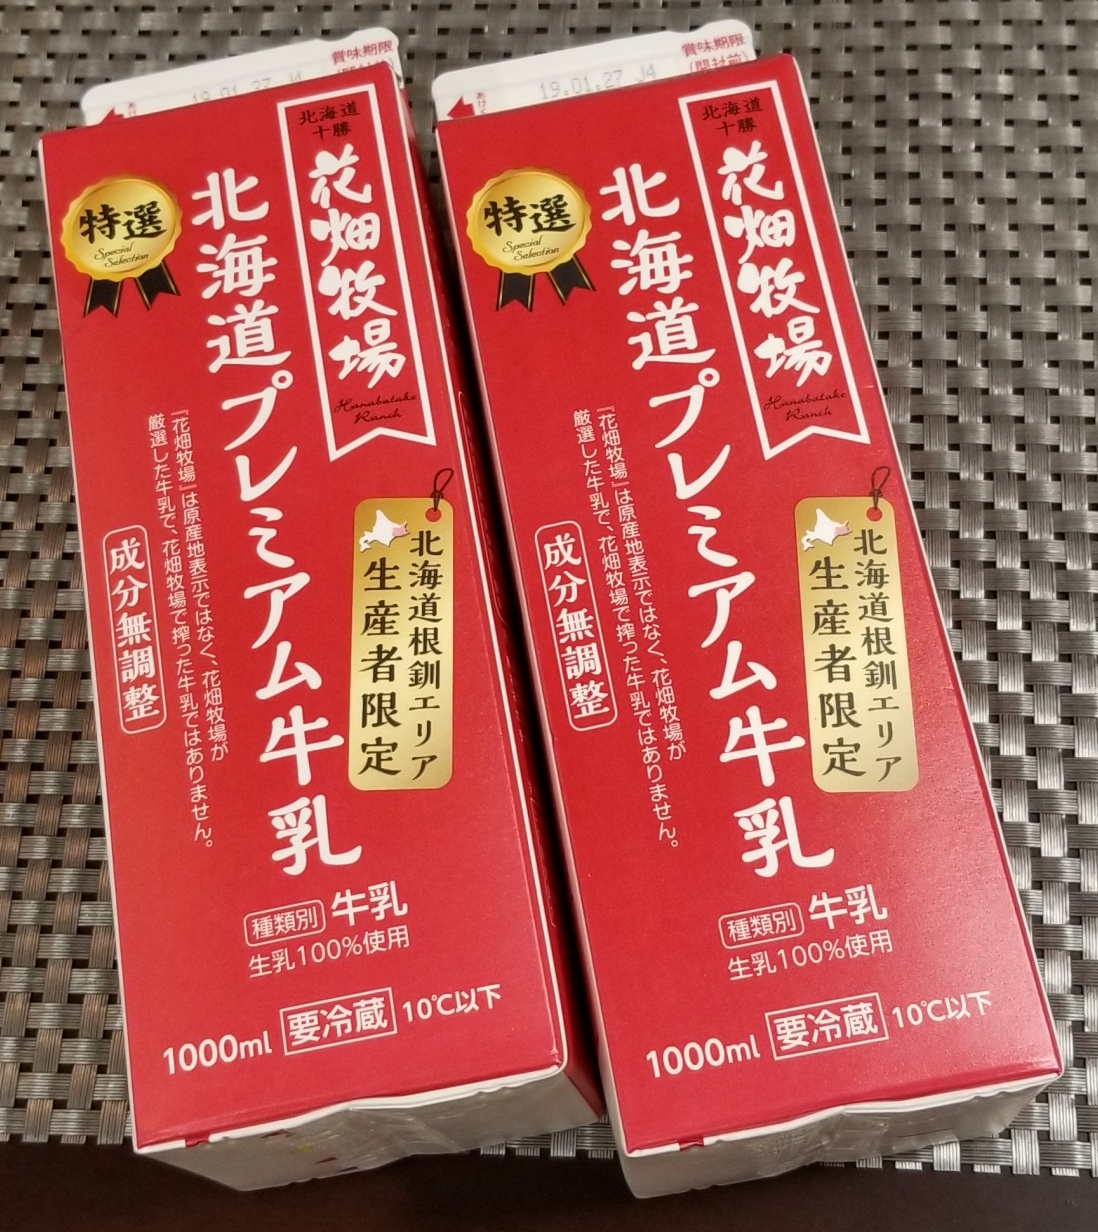 賞味期限
19.01.27 J4
北海道
十勝
花畑牧場
Hanabatake
Ranch
特選
Special
Selection
北海道プレミアム牛乳
『花畑牧場』は原産地表示ではなく、花畑牧場が
厳選した牛乳で、花畑牧場で搾った牛乳ではありません。
成分無調整
北海道根釧エリア
生産者限定
種類別 牛乳
生乳100%使用
1000ml 要冷蔵 10℃以下
賞味期限
(開封前)
19.01.27 J4
北海道
十勝
花畑牧場
Hanabatake
Ranch
特選
Special
Selection
北海道プレミアム牛乳
『花畑牧場』は原産地表示ではなく、花畑牧場が
厳選した牛乳で、花畑牧場で搾った牛乳ではありません。
成分無調整
北海道根釧エリア
生産者限定
種類別 牛乳
生乳100%使用
1000ml 要冷蔵 10℃以下